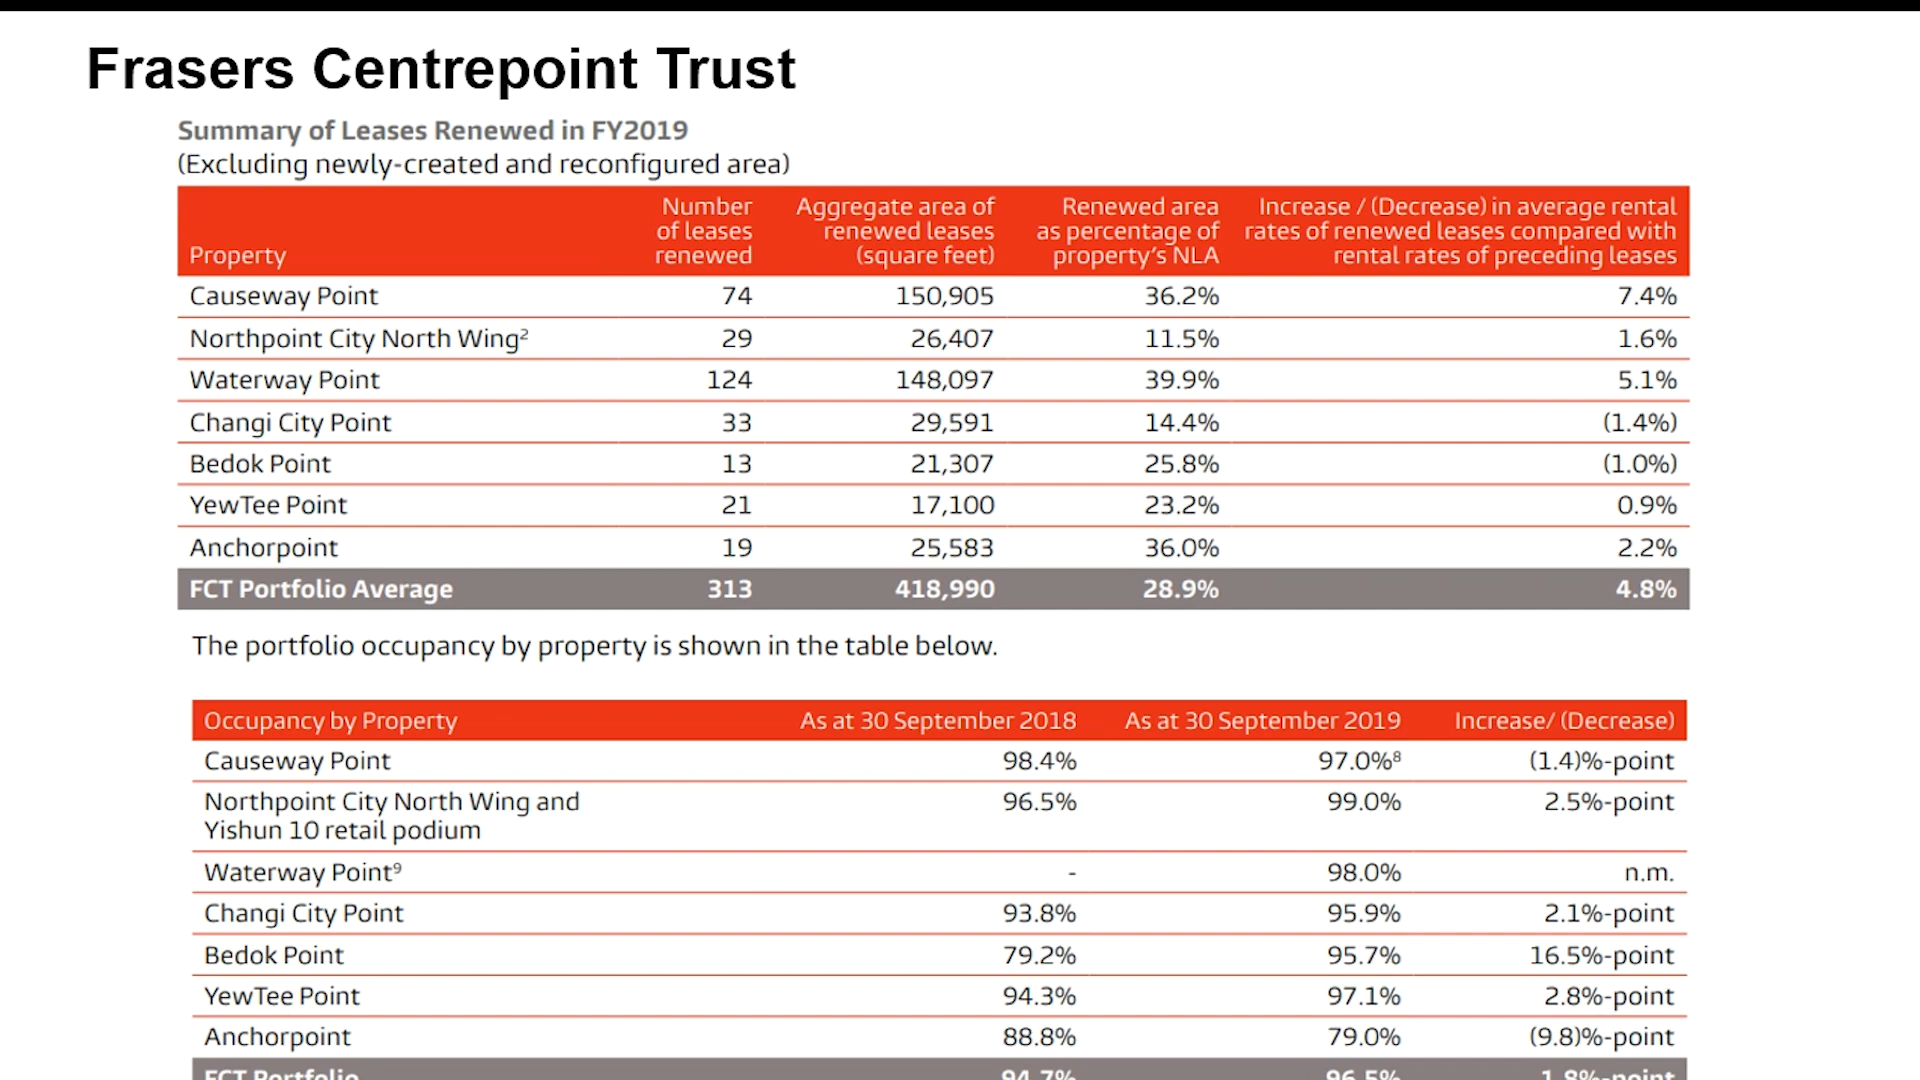 Frasers Centrepoint Trust
Summary of Leases Renewed in FY2019
(Excluding newly-created and reconfigured area)
Property Number of leases renewed Aggregate area of renewed leases (square feet) Renewed area as percentage of property's NLA Increase / (Decrease) in average rental rates of renewed leases compared with rental rates of preceding leases
Causeway Point 74 150,905 36.2% 7.4%
Northpoint City North Wing² 29 26,407 11.5% 1.6%
Waterway Point 124 148,097 39.9% 5.1%
Changi City Point 33 29,591 14.4% (1.4%)
Bedok Point 13 21,307 25.8% (1.0%)
YewTee Point 21 17,100 23.2% 0.9%
Anchorpoint 19 25,583 36.0% 2.2%
FCT Portfolio Average 313 418,990 28.9% 4.8%
The portfolio occupancy by property is shown in the table below.
Occupancy by Property As at 30 September 2018 As at 30 September 2019 Increase/ (Decrease)
Causeway Point 98.4% 97.0%⁸ (1.4)%-point
Northpoint City North Wing and Yishun 10 retail podium 96.5% 99.0% 2.5%-point
Waterway Point⁹ - 98.0% n.m.
Changi City Point 93.8% 95.9% 2.1%-point
Bedok Point 79.2% 95.7% 16.5%-point
YewTee Point 94.3% 97.1% 2.8%-point
Anchorpoint 88.8% 79.0% (9.8)%-point
FCT Portfolio 94.7% 96.5% 1.8%-point